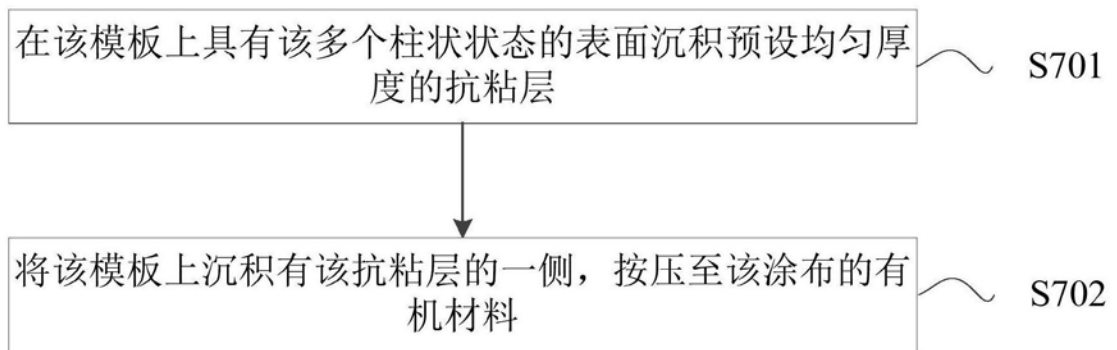 在该模板上具有该多个柱状状态的表面沉积预设均匀厚
度的抗粘层
S701
将该模板上沉积有该抗粘层的一侧，按压至该涂布的有
机材料
S702